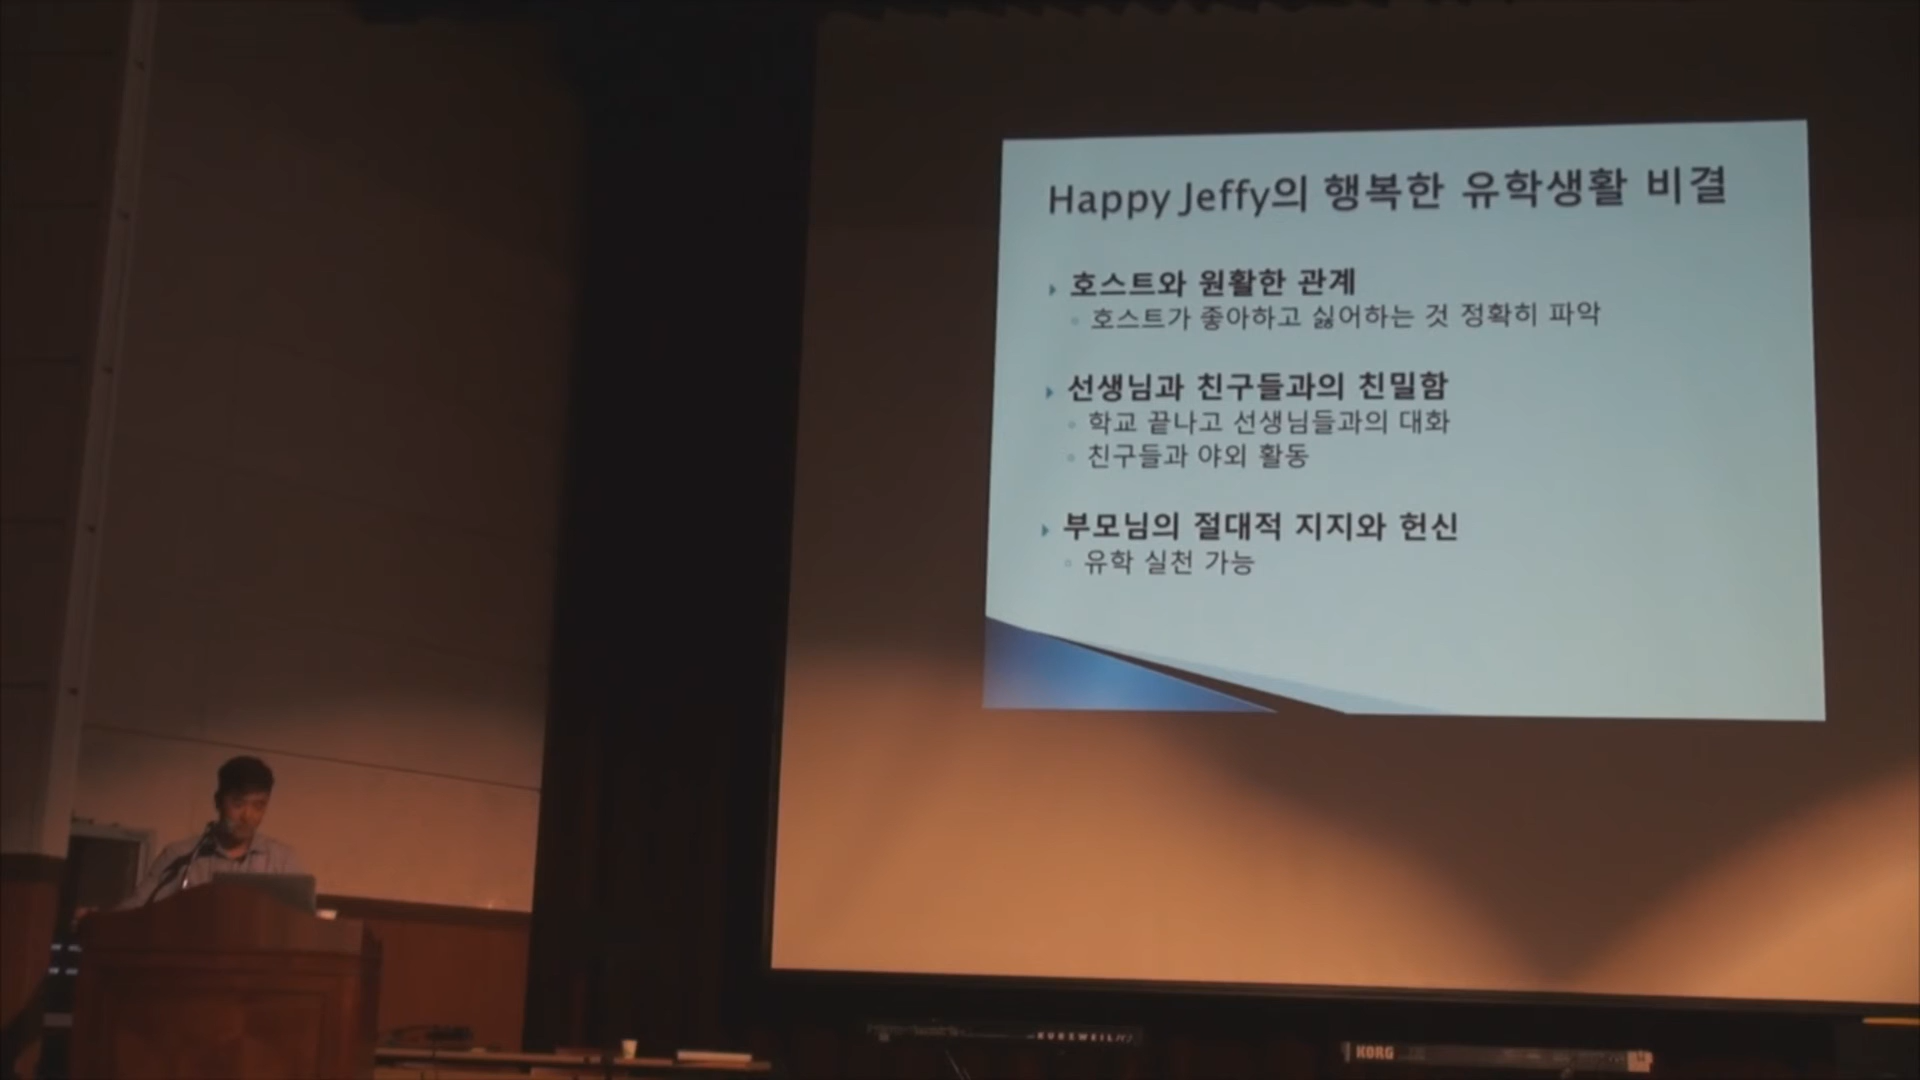 Happy Jeffy의 행복한 유학생활 비결
호스트와 원활한 관계
호스트가 좋아하고 싫어하는 것 정확히 파악
선생님과 친구들과의 친밀함
학교 끝나고 선생님들과의 대화
친구들과 야외 활동
부모님의 절대적 지지와 헌신
유학 실천 가능
KURZWEIL
KORG